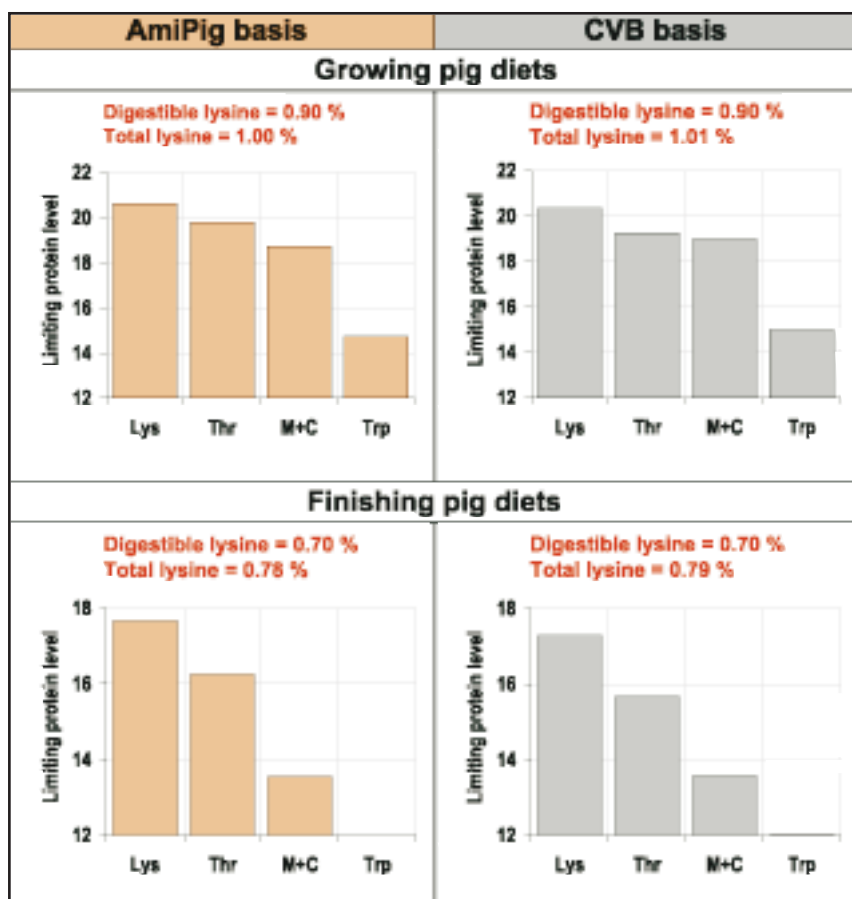 AmiPig basis CVB basis
Growing pig diets
Digestible lysine = 0.90 %
Total lysine = 1.00 %
Limiting protein level
22
20
18
16
14
12
Lys Thr M+C Trp
Digestible lysine = 0.90 %
Total lysine = 1.01 %
Limiting protein level
22
20
18
16
14
12
Lys Thr M+C Trp
Finishing pig diets
Digestible lysine = 0.70 %
Total lysine = 0.78 %
Limiting protein level
18
16
14
12
Lys Thr M+C Trp
Digestible lysine = 0.70 %
Total lysine = 0.79 %
Limiting protein level
18
16
14
12
Lys Thr M+C Trp